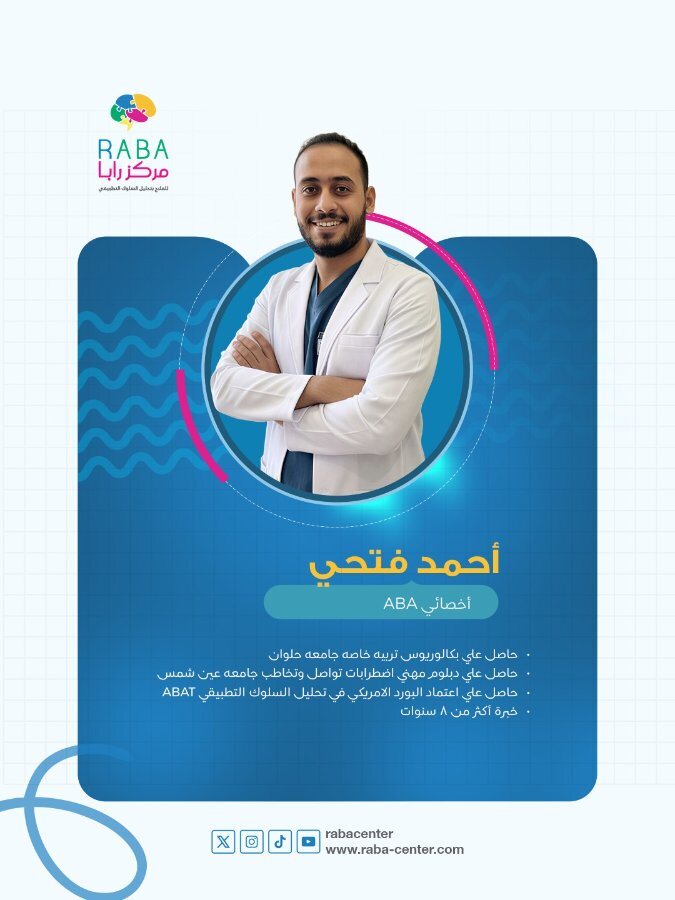 RABA
مركز رابا
للعلاج بتحليل السلوك التطبيقي
أحمد فتحي
أخصائي ABA
• حاصل علي بكالوريوس تربيه خاصه جامعه حلوان
• حاصل علي دبلوم مهني اضطرابات تواصل وتخاطب جامعه عين شمس
• حاصل علي اعتماد البورد الامريكي في تحليل السلوك التطبيقي ABAT
• خبرة أكثر من ٨ سنوات
rabacenter
www.raba-center.com